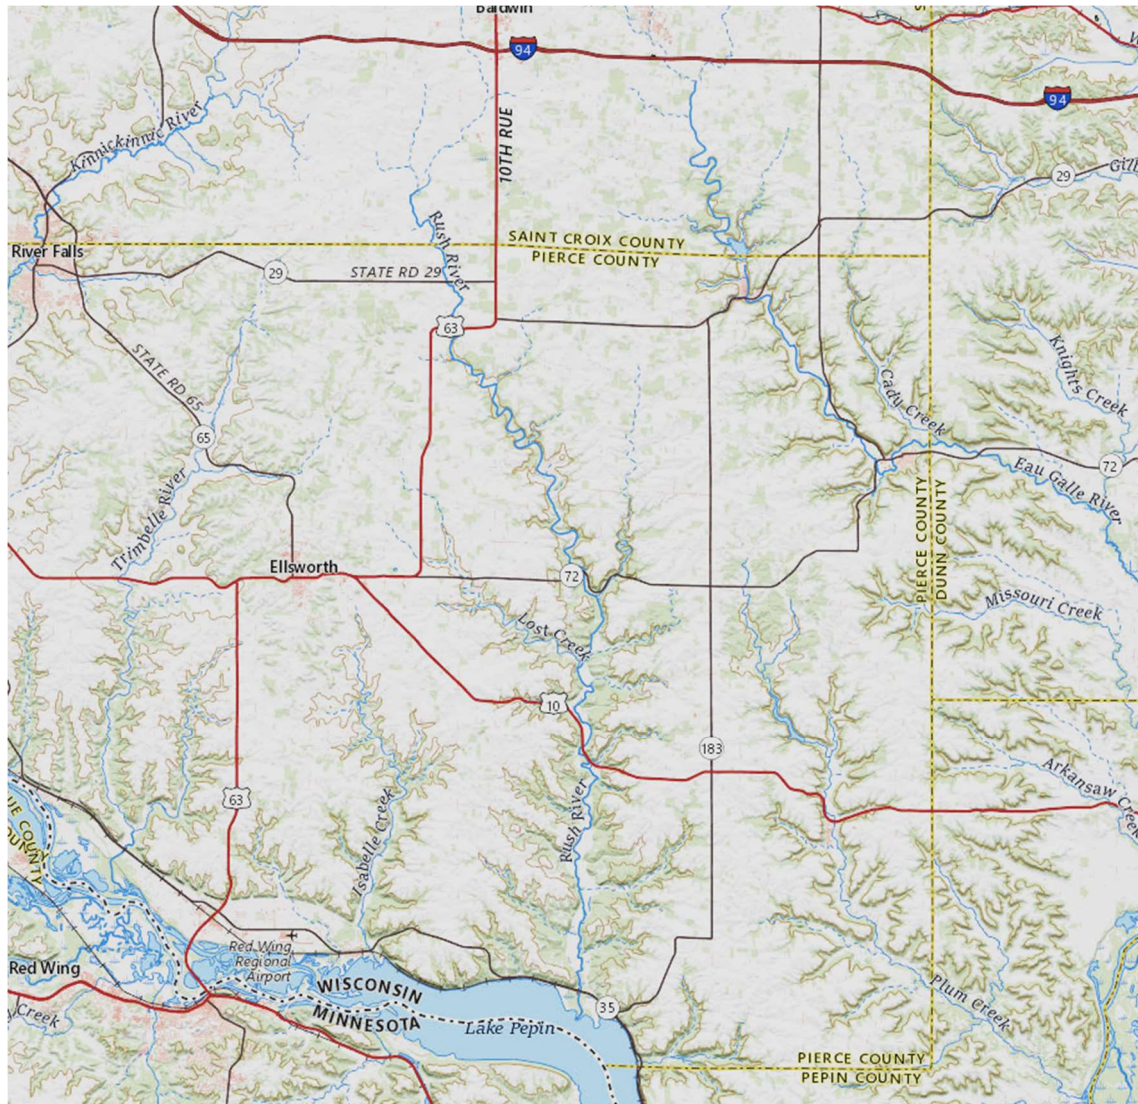 Baldwin
94
94
Kinnickinnic River
10TH RUE
29
Rush River
SAINT CROIX COUNTY
PIERCE COUNTY
River Falls
29
STATE RD 29
63
Knights Creek
STATE RD 65
Cady Creek
65
72
Eau Galle River
Trimbelle River
PIERCE COUNTY
DUNN COUNTY
Ellsworth
72
Missouri Creek
Lost Creek
10
183
Arkansaw Creek
63
Rush River
Isabelle Creek
Red Wing
Regional
Airport
Red Wing
WISCONSIN
MINNESOTA
Lake Pepin
35
Plum Creek
Creek
PIERCE COUNTY
PEPIN COUNTY